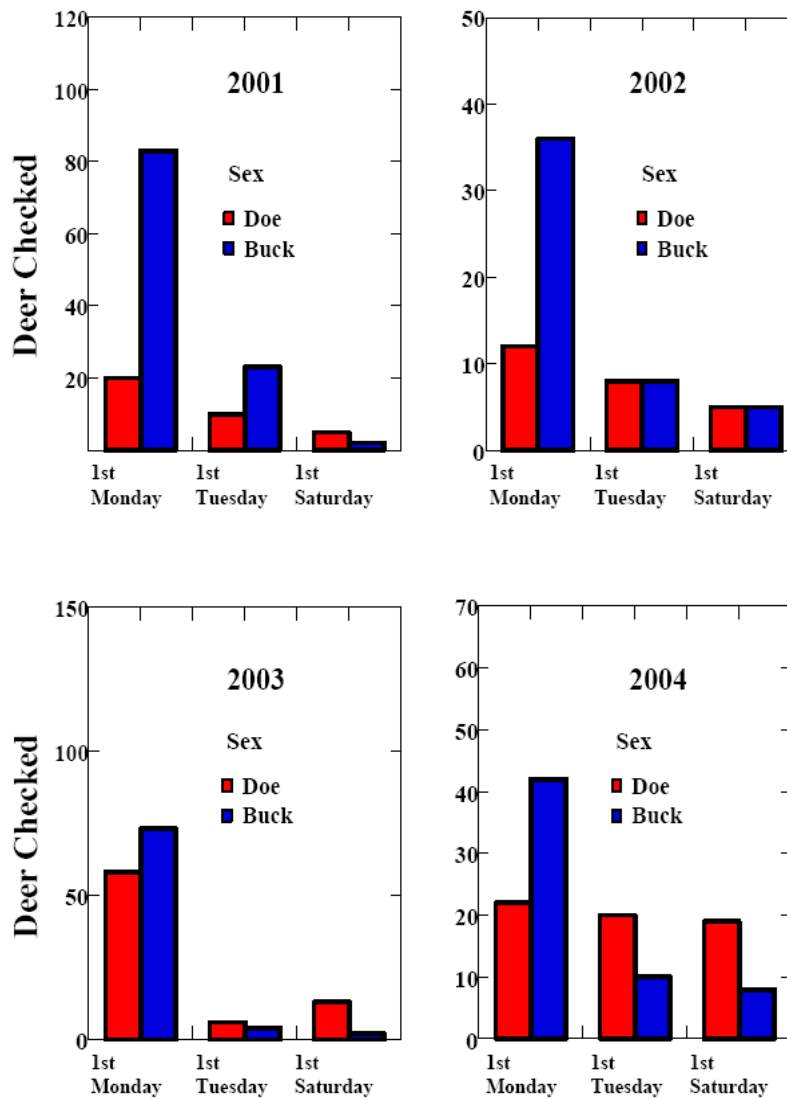 120
100
80
60
40
20
Deer Checked
2001
Sex
Doe
Buck
1st
Monday
1st
Tuesday
1st
Saturday
50
40
30
20
10
0
2002
Sex
Doe
Buck
1st
Monday
1st
Tuesday
1st
Saturday
150
100
50
0
Deer Checked
2003
Sex
Doe
Buck
1st
Monday
1st
Tuesday
1st
Saturday
70
60
50
40
30
20
10
0
2004
Sex
Doe
Buck
1st
Monday
1st
Tuesday
1st
Saturday